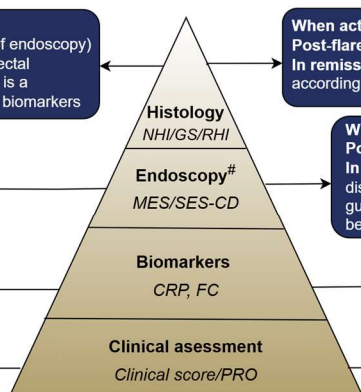 f endoscopy)
ectal
is a
biomarkers
When act
Post-flare
In remiss
according
Histology
NHI/GS/RHI
W
Po
In
dis
gu
be
Endoscopy#
MES/SES-CD
Biomarkers
CRP, FC
Clinical asessment
Clinical score/PRO